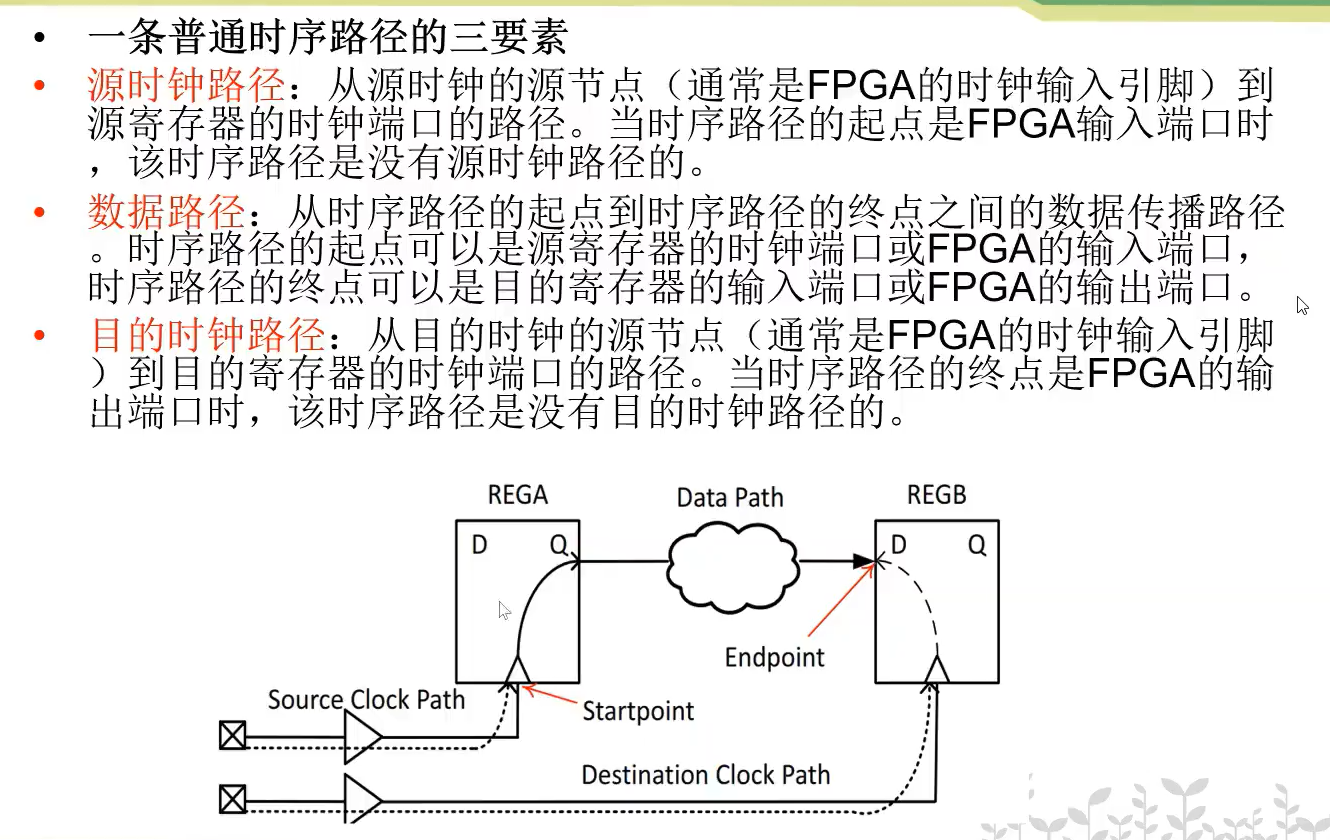 • 一条普通时序路径的三要素
• 源时钟路径：从源时钟的源节点（通常是FPGA的时钟输入引脚）到
源寄存器的时钟端口的路径。当时序路径的起点是FPGA输入端口时
，该时序路径是没有源时钟路径的。
• 数据路径：从时序路径的起点到时序路径的终点之间的数据传播路径
。时序路径的起点可以是源寄存器的时钟端口或FPGA的输入端口，
时序路径的终点可以是目的寄存器的输入端口或FPGA的输出端口。
• 目的时钟路径：从目的时钟的源节点（通常是FPGA的时钟输入引脚
）到目的寄存器的时钟端口的路径。当时序路径的终点是FPGA的输
出端口时，该时序路径是没有目的时钟路径的。
REGA
Data Path
REGB
D
Q
D
Q
Endpoint
Source Clock Path
Startpoint
Destination Clock Path